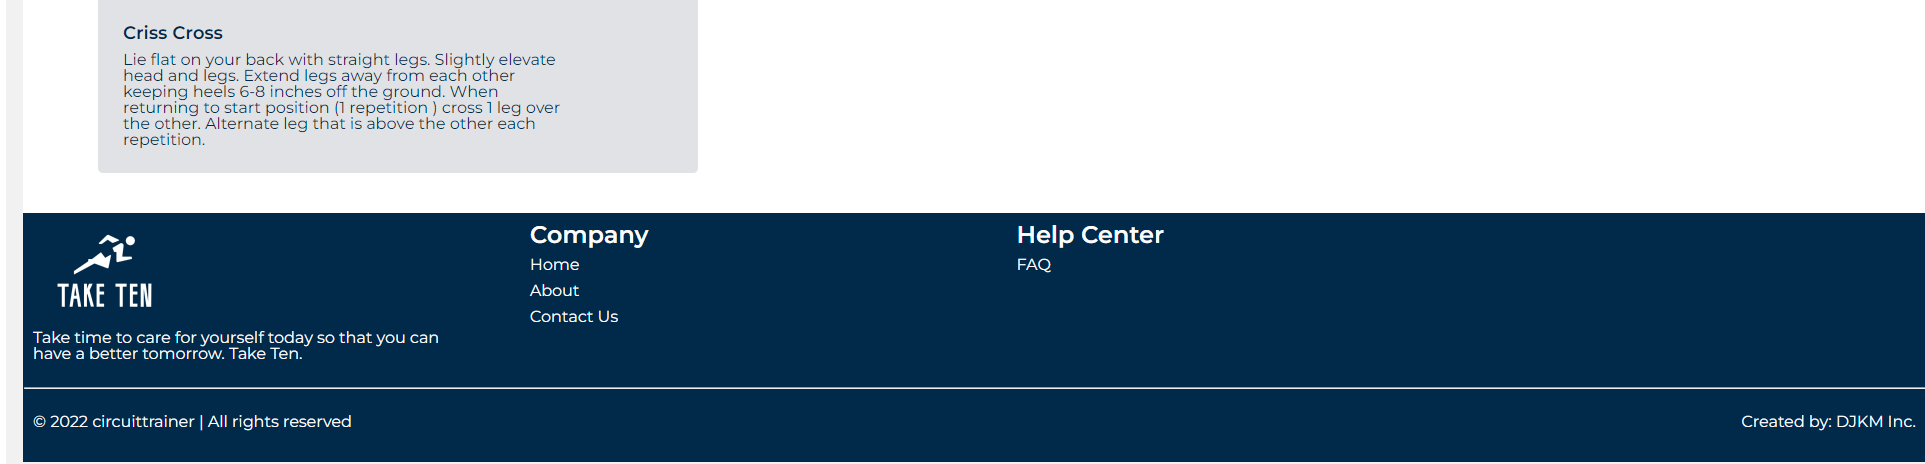 Criss Cross
Lie flat on your back with straight legs. Slightly elevate
head and legs. Extend legs away from each other
keeping heels 6-8 inches off the ground. When
returning to start position (1 repetition ) cross 1 leg over
the other. Alternate leg that is above the other each
repetition.
TAKE TEN
Take time to care for yourself today so that you can
have a better tomorrow. Take Ten.
Company
Home
About
Contact Us
Help Center
FAQ
© 2022 circuittrainer | All rights reserved
Created by: DJKM Inc.